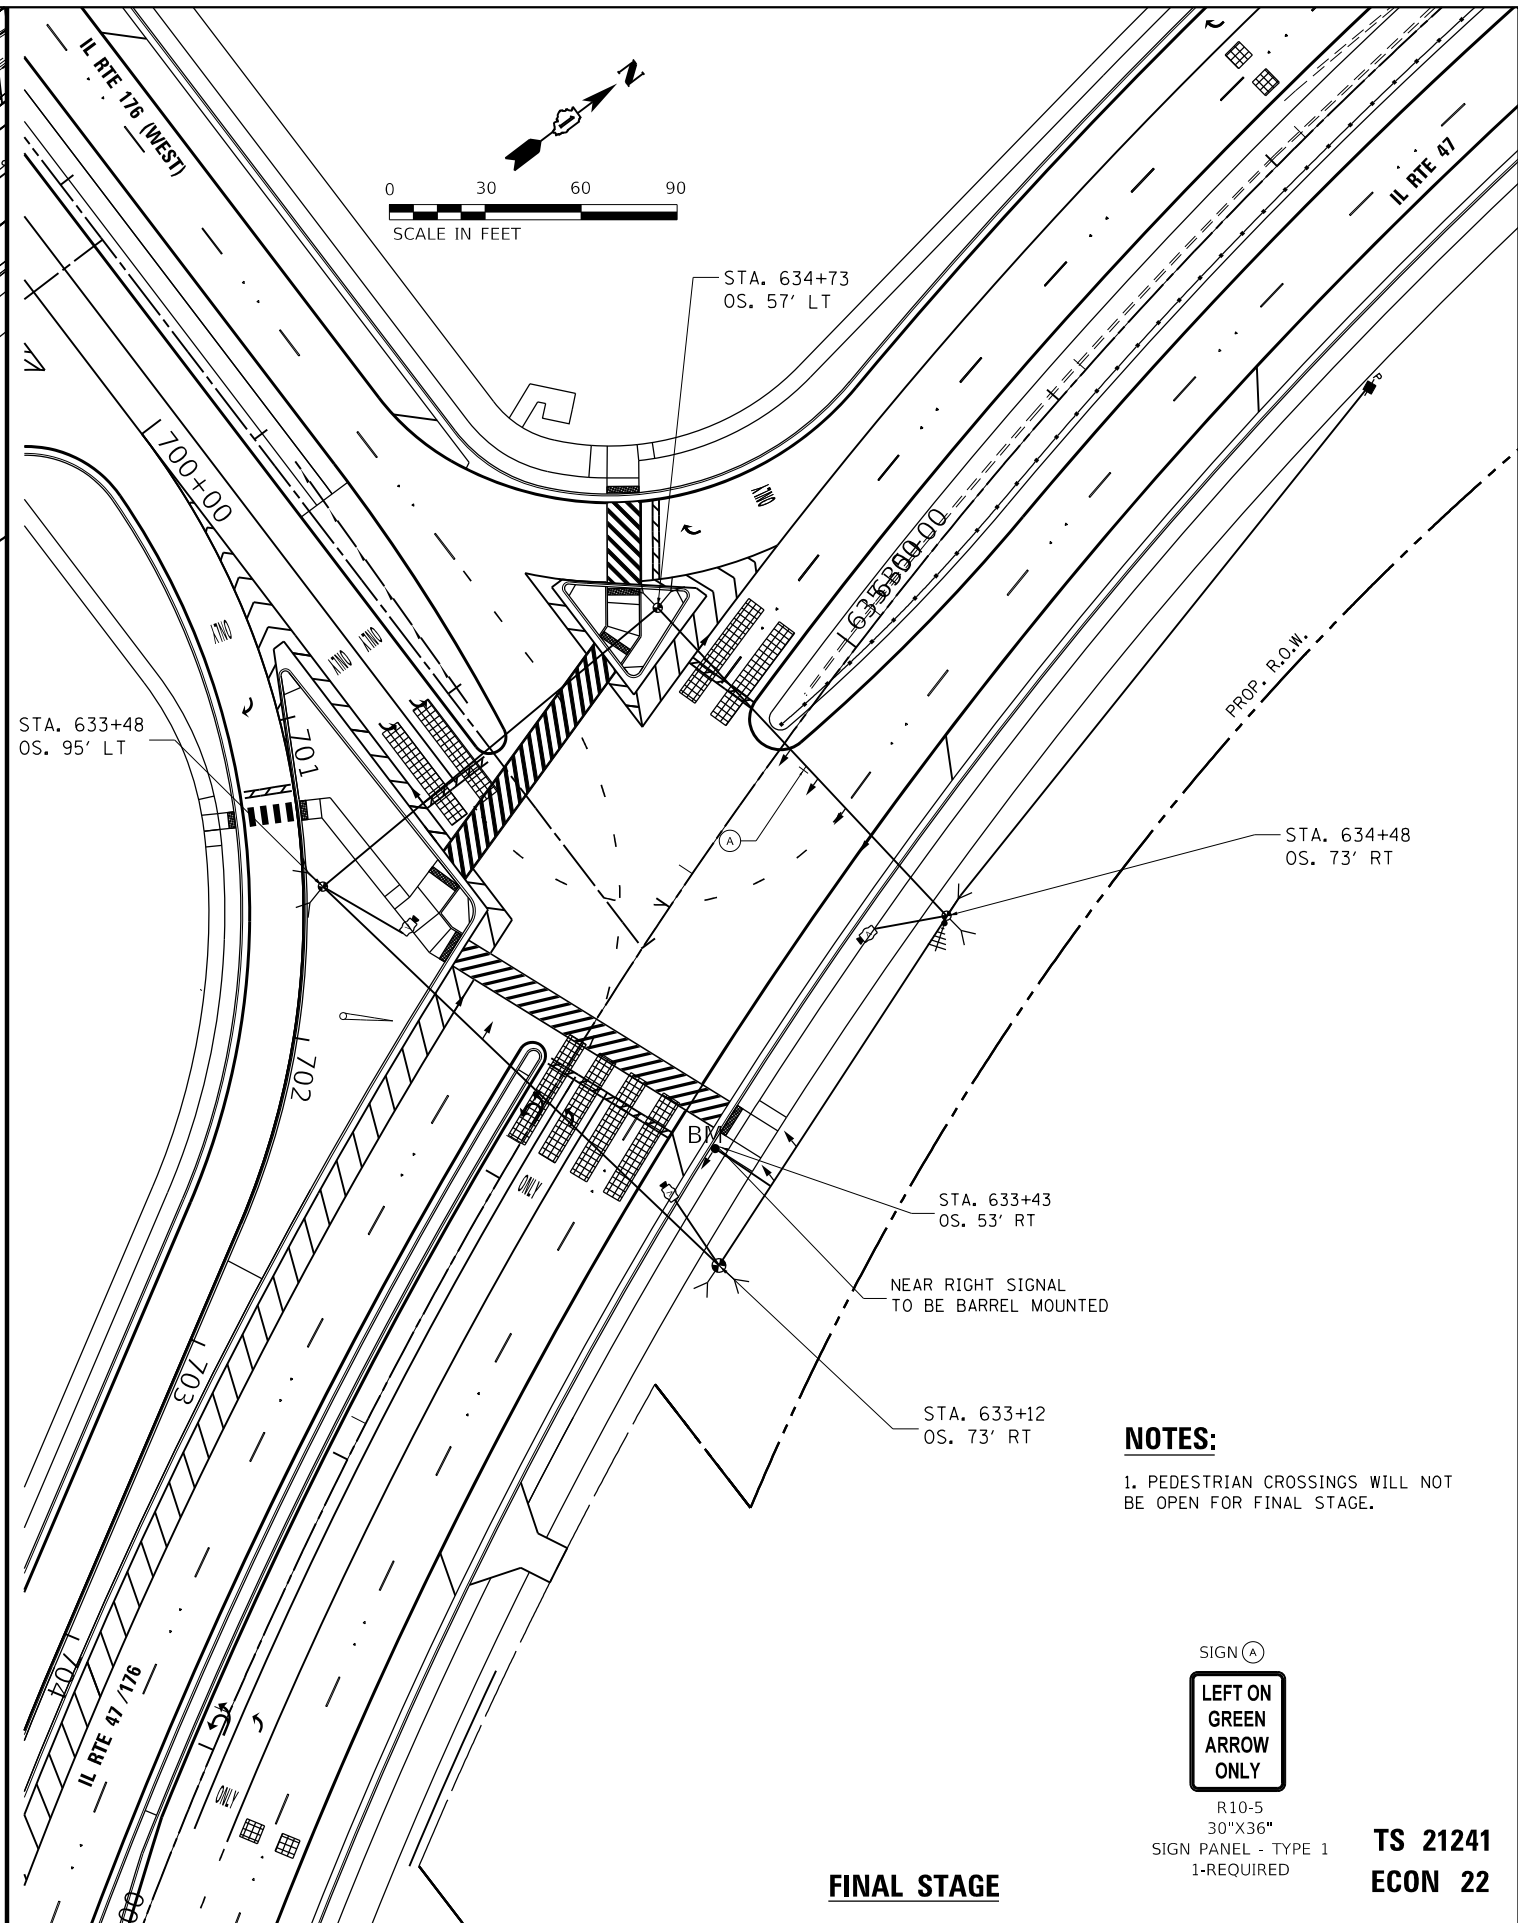 IL RTE 176 (WEST)
N
1
0 30 60 90
SCALE IN FEET
IL RTE 47
STA. 634+73
OS. 57' LT
700+00
ONLY
ONLY
ONLY
ONLY
PROP. R.O.W.
STA. 633+48
OS. 95' LT
701
A
STA. 634+48
OS. 73' RT
702
BM
ONLY
STA. 633+43
OS. 53' RT
NEAR RIGHT SIGNAL
TO BE BARREL MOUNTED
703
STA. 633+12
OS. 73' RT
NOTES:
1. PEDESTRIAN CROSSINGS WILL NOT
BE OPEN FOR FINAL STAGE.
704
IL RTE 47 /176
ONLY
00
SIGN A
LEFT ON
GREEN
ARROW
ONLY
R10-5
30"X36"
SIGN PANEL - TYPE 1
1-REQUIRED
TS 21241
ECON 22
FINAL STAGE